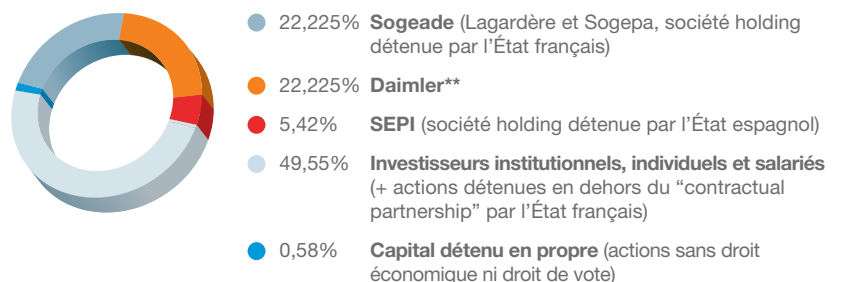 22,225% Sogeade (Lagardère et Sogepa, société holding
détenue par l’État français)
22,225% Daimler**
5,42% SEPI (société holding détenue par l’État espagnol)
49,55% Investisseurs institutionnels, individuels et salariés
(+ actions détenues en dehors du “contractual
partnership” par l’État français)
0,58% Capital détenu en propre (actions sans droit
économique ni droit de vote)